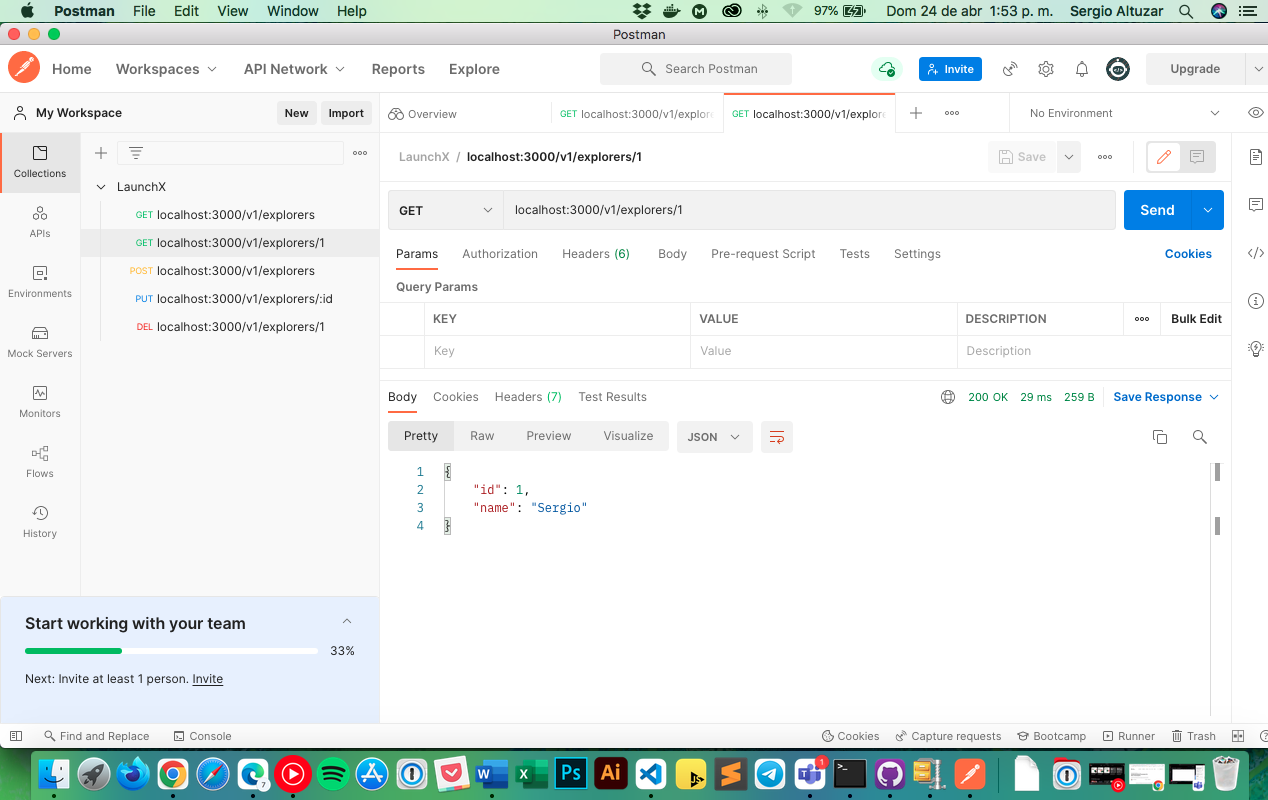 Postman File Edit View Window Help 97% Dom 24 de abr 1:53 p. m. Sergio Altuzar
Postman
Home Workspaces API Network Reports Explore Search Postman Invite Upgrade
My Workspace New Import Overview GET localhost:3000/v1/explore GET localhost:3000/v1/explore No Environment
Collections
APIs
Environments
Mock Servers
Monitors
Flows
History
LaunchX
GET localhost:3000/v1/explorers
GET localhost:3000/v1/explorers/1
POST localhost:3000/v1/explorers
PUT localhost:3000/v1/explorers/:id
DEL localhost:3000/v1/explorers/1
LaunchX / localhost:3000/v1/explorers/1 Save
GET localhost:3000/v1/explorers/1 Send
Params Authorization Headers (6) Body Pre-request Script Tests Settings Cookies
Query Params
KEY VALUE DESCRIPTION Bulk Edit
Key Value Description
Body Cookies Headers (7) Test Results 200 OK 29 ms 259 B Save Response
Pretty Raw Preview Visualize JSON
1 {
2 "id": 1,
3 "name": "Sergio"
4 }
Start working with your team
33%
Next: Invite at least 1 person. Invite
Find and Replace Console Cookies Capture requests Bootcamp Runner Trash
7 W X Ps Ai 1